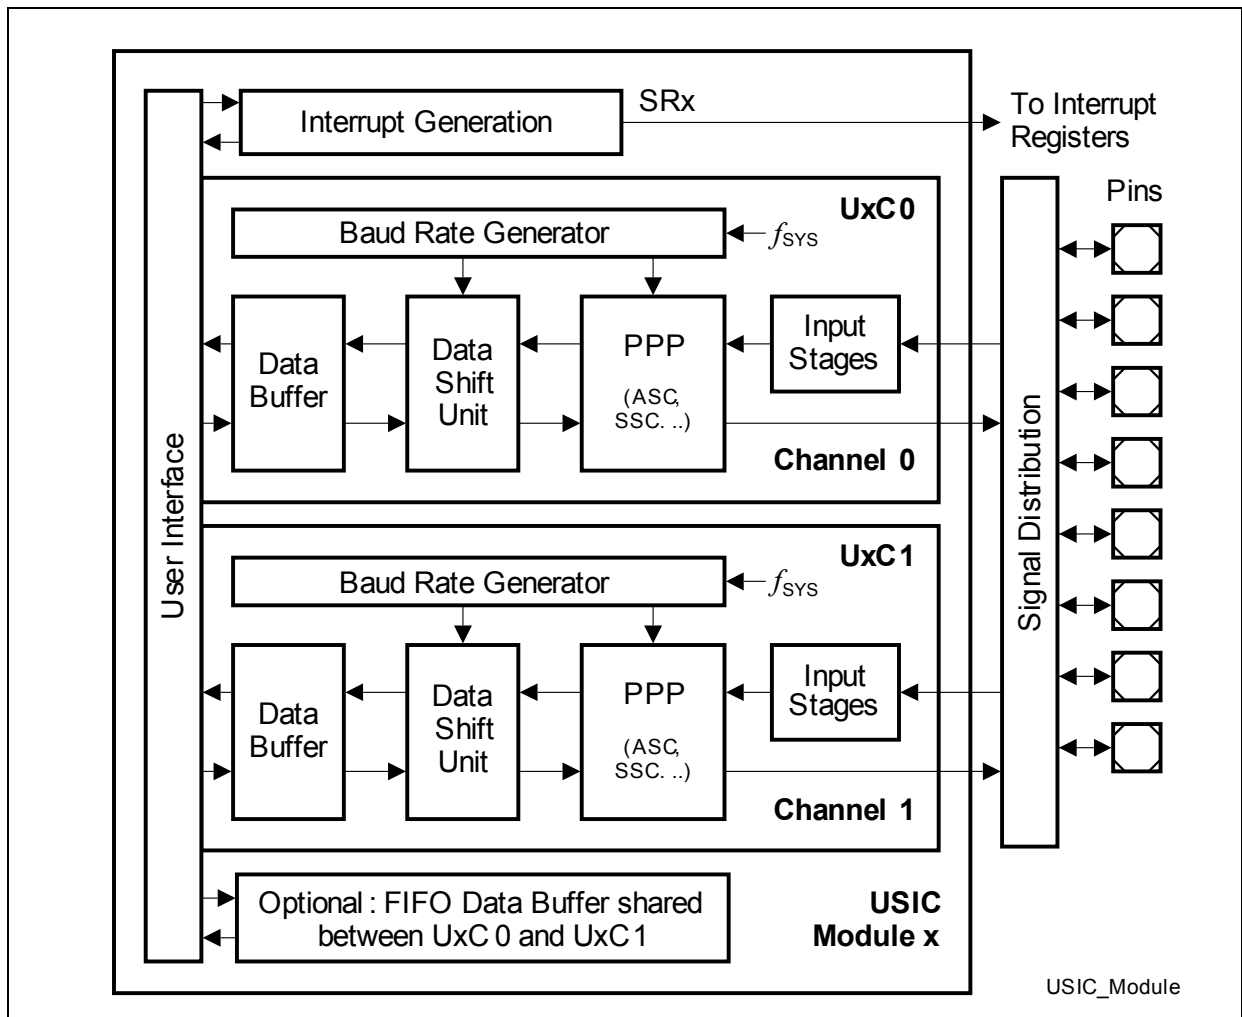 SRx
Interrupt Generation
To Interrupt
Registers
Pins
UxC0
Baud Rate Generator
fSYS
Data
Buffer
Data
Shift
Unit
PPP
(ASC,
SSC. ..)
Input
Stages
Channel 0
User Interface
Signal Distribution
UxC1
Baud Rate Generator
fSYS
Data
Buffer
Data
Shift
Unit
PPP
(ASC,
SSC. ..)
Input
Stages
Channel 1
Optional : FIFO Data Buffer shared
between UxC0 and UxC1
USIC
Module x
USIC_Module